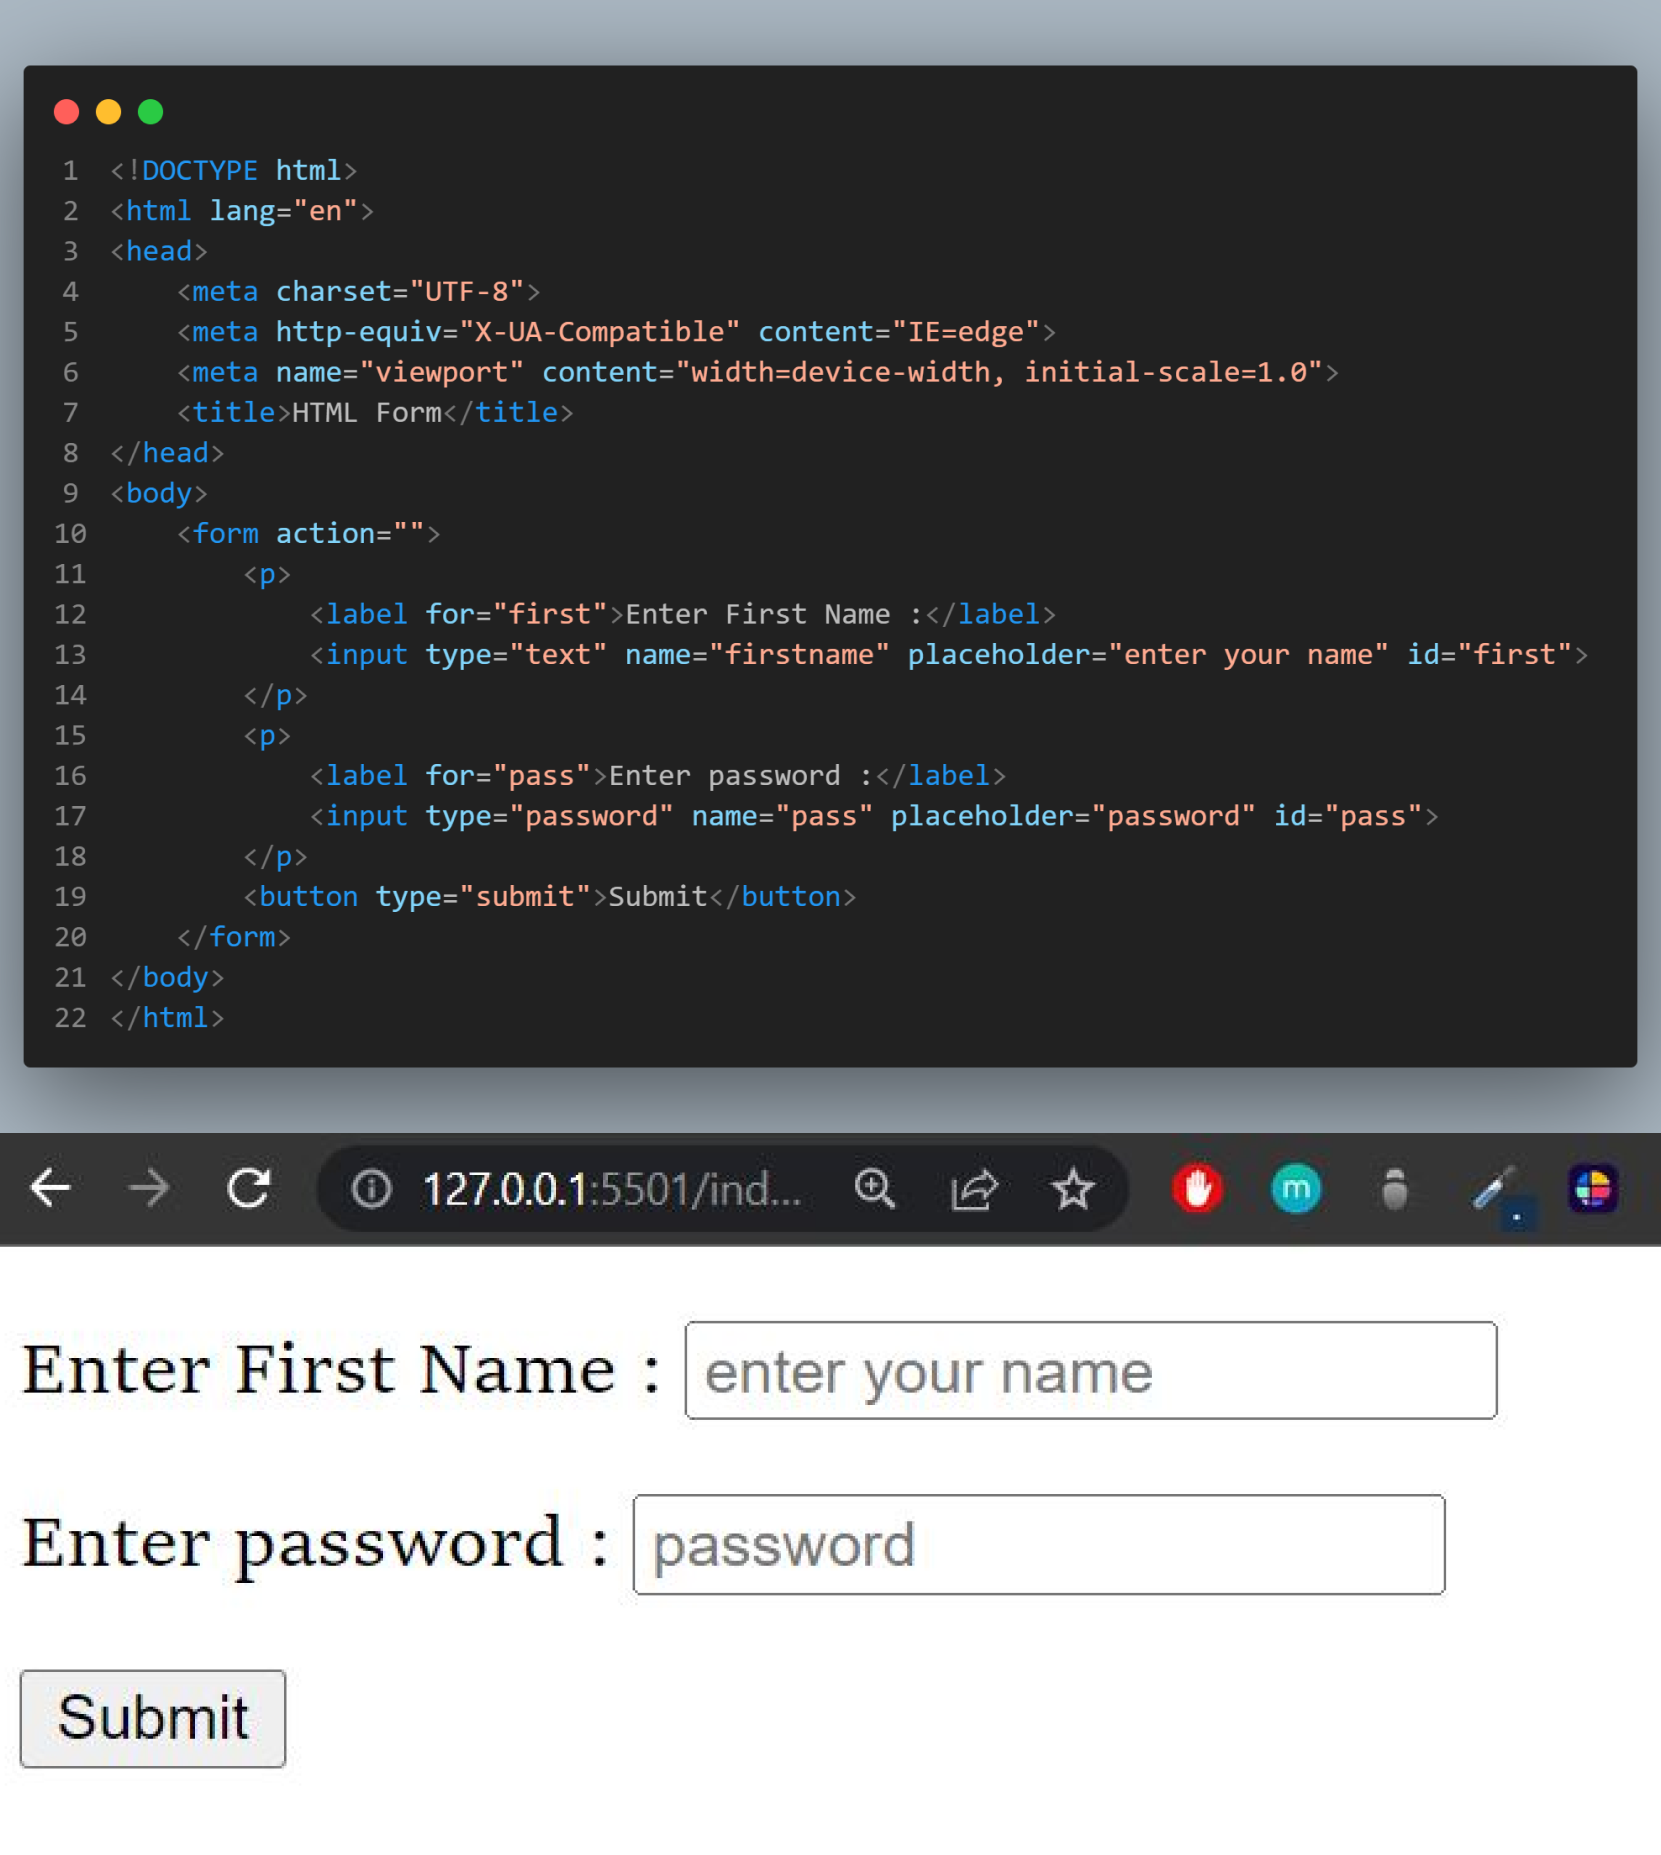 1 <!DOCTYPE html>
2 <html lang="en">
3 <head>
4     <meta charset="UTF-8">
5     <meta http-equiv="X-UA-Compatible" content="IE=edge">
6     <meta name="viewport" content="width=device-width, initial-scale=1.0">
7     <title>HTML Form</title>
8 </head>
9 <body>
10     <form action="">
11         <p>
12             <label for="first">Enter First Name :</label>
13             <input type="text" name="firstname" placeholder="enter your name" id="first">
14         </p>
15         <p>
16             <label for="pass">Enter password :</label>
17             <input type="password" name="pass" placeholder="password" id="pass">
18         </p>
19         <button type="submit">Submit</button>
20     </form>
21 </body>
22 </html>
127.0.0.1:5501/ind... m
Enter First Name : enter your name
Enter password : password
Submit